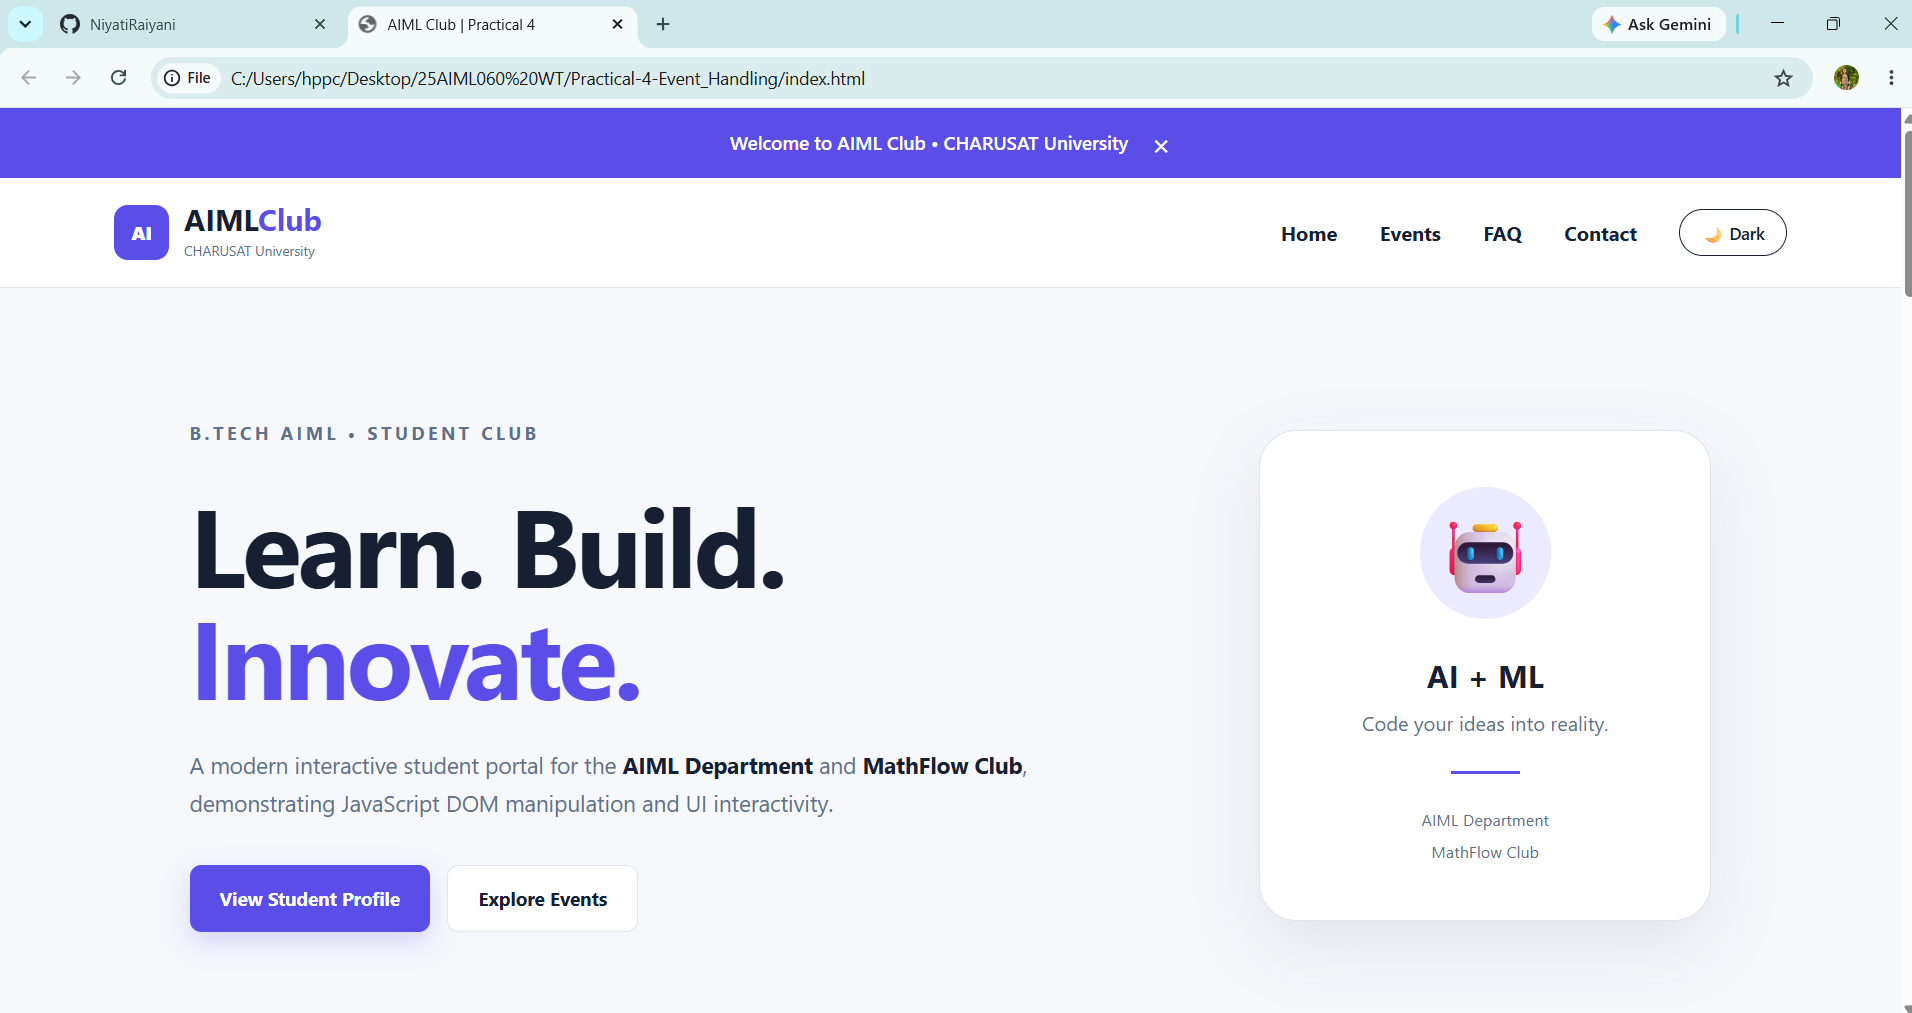 NiyatiRaiyani
AIML Club | Practical 4
Ask Gemini
File
C:/Users/hppc/Desktop/25AIML060%20WT/Practical-4-Event_Handling/index.html
Welcome to AIML Club • CHARUSAT University ×
AI
AIMLClub
CHARUSAT University
Home
Events
FAQ
Contact
Dark
B.TECH AIML • STUDENT CLUB
Learn. Build.
Innovate.
A modern interactive student portal for the AIML Department and MathFlow Club,
demonstrating JavaScript DOM manipulation and UI interactivity.
View Student Profile
Explore Events
AI + ML
Code your ideas into reality.
AIML Department
MathFlow Club